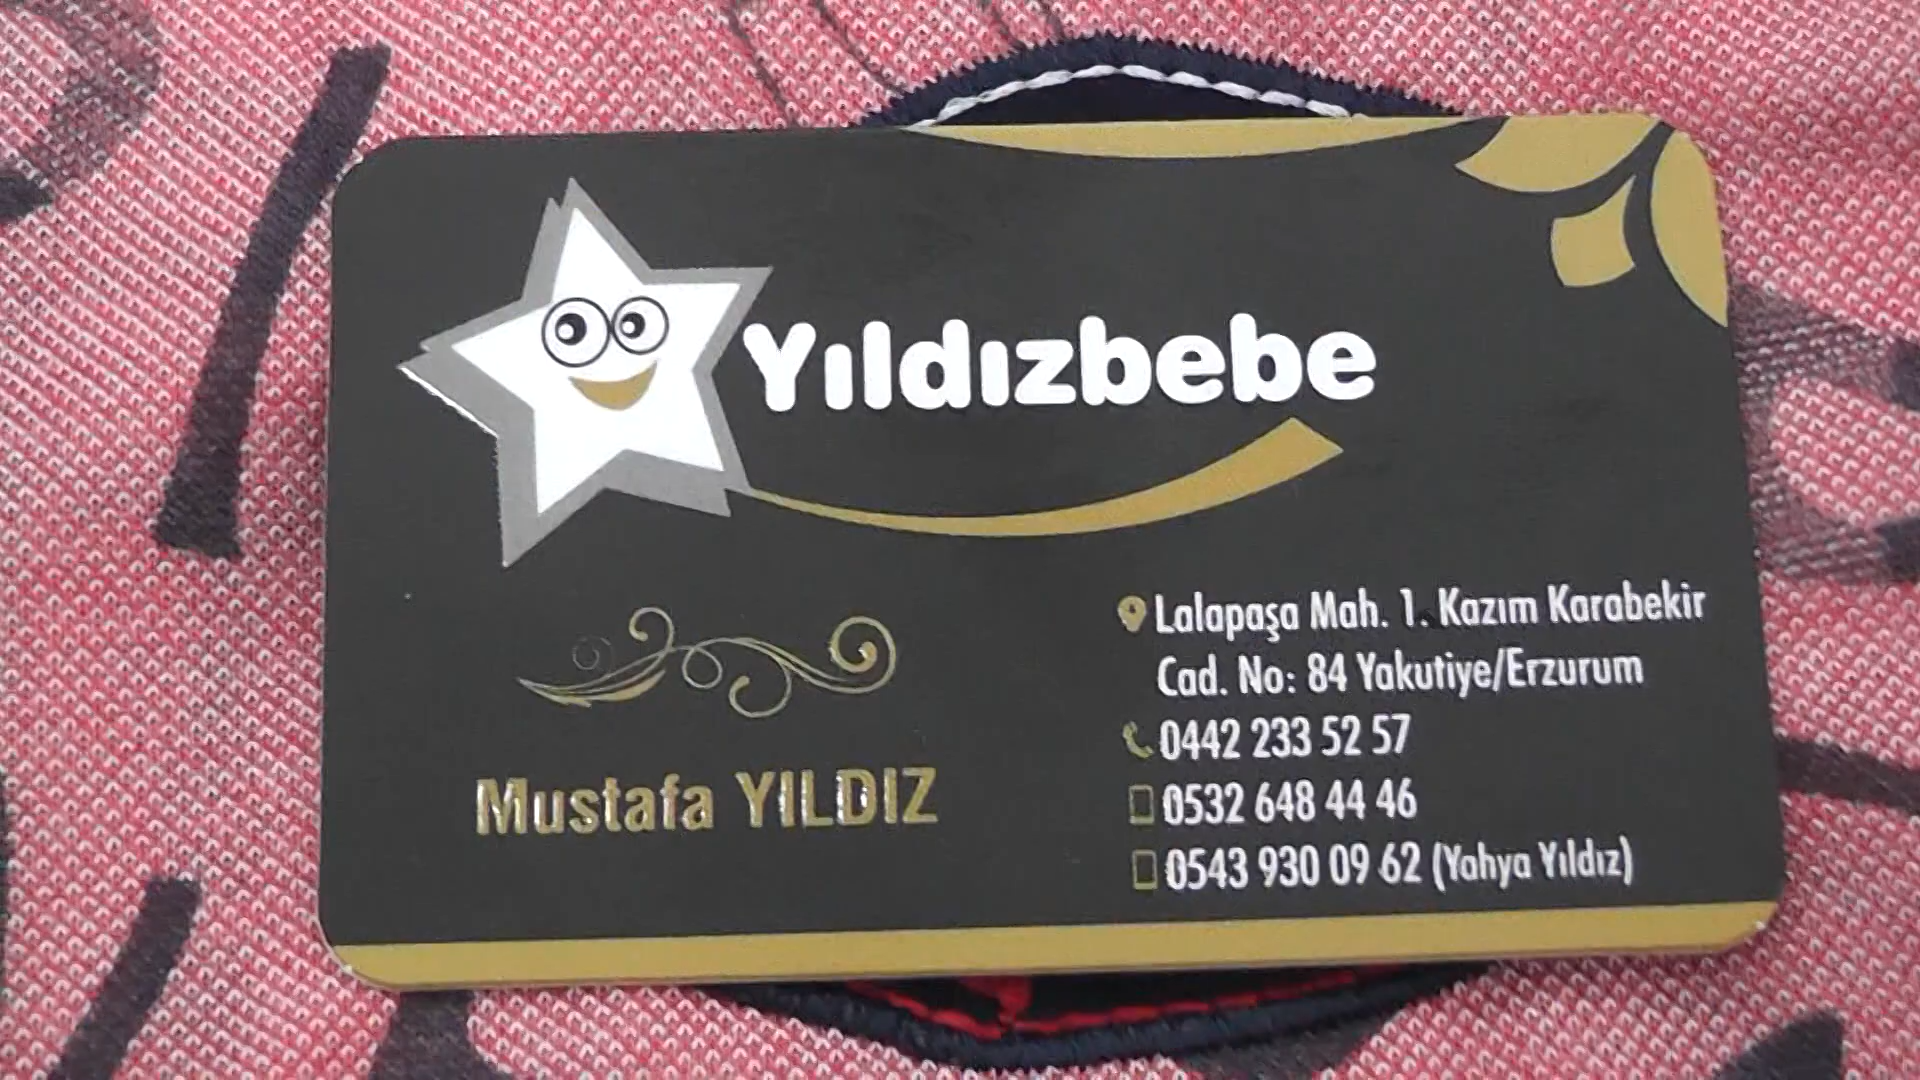 Yıldızbebe
Mustafa YILDIZ
Lalapaşa Mah. 1. Kazım Karabekir
Cad. No: 84 Yakutiye/Erzurum
0442 233 52 57
0532 648 44 46
0543 930 09 62 (Yahya Yıldız)